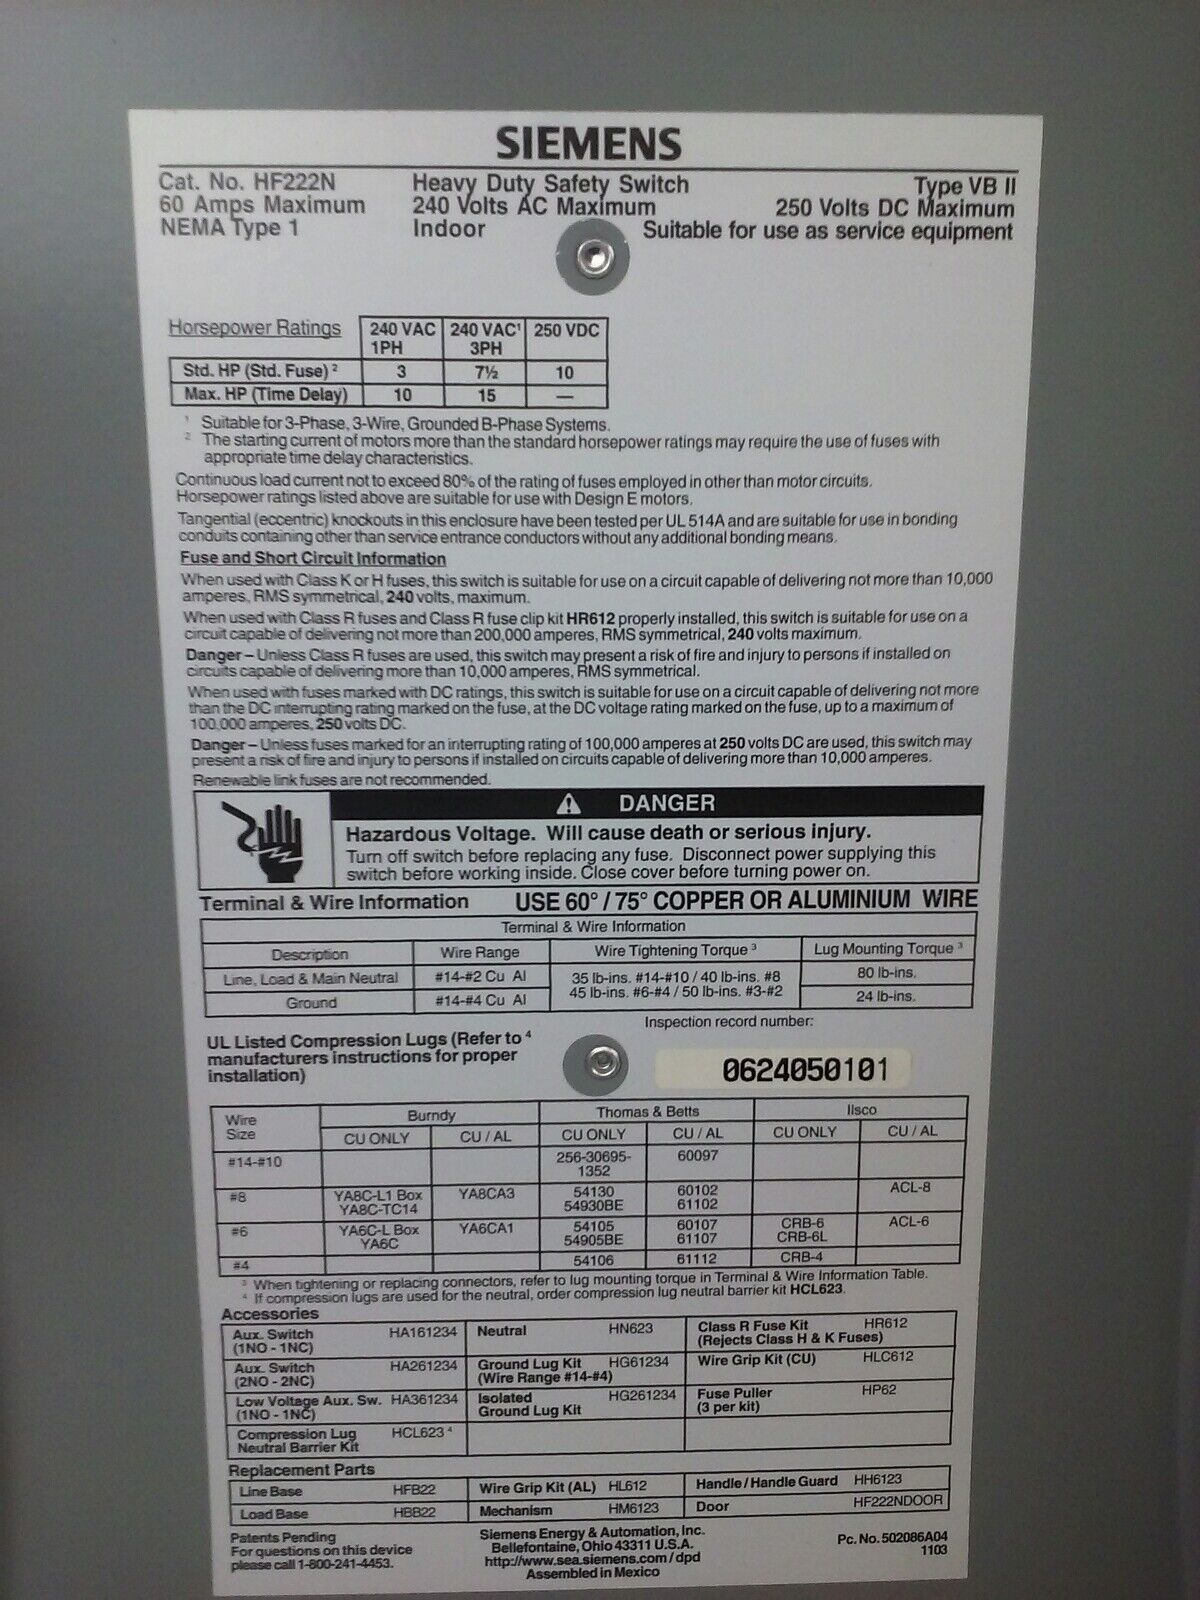 SIEMENS
Cat. No. HF222N Heavy Duty Safety Switch Type VB II
60 Amps Maximum 240 Volts AC Maximum 250 Volts DC Maximum
NEMA Type 1 Indoor Suitable for use as service equipment
Horsepower Ratings 240 VAC 1PH 240 VAC¹ 3PH 250 VDC
Std. HP (Std. Fuse) ² 3 7½ 10
Max. HP (Time Delay) 10 15 —
¹ Suitable for 3-Phase, 3-Wire, Grounded B-Phase Systems.
² The starting current of motors more than the standard horsepower ratings may require the use of fuses with
appropriate time delay characteristics.
Continuous load current not to exceed 80% of the rating of fuses employed in other than motor circuits.
Horsepower ratings listed above are suitable for use with Design E motors.
Tangential (eccentric) knockouts in this enclosure have been tested per UL 514A and are suitable for use in bonding
conduits containing other than service entrance conductors without any additional bonding means.
Fuse and Short Circuit Information
When used with Class K or H fuses, this switch is suitable for use on a circuit capable of delivering not more than 10,000
amperes, RMS symmetrical, 240 volts, maximum.
When used with Class R fuses and Class R fuse clip kit HR612 properly installed, this switch is suitable for use on a
circuit capable of delivering not more than 200,000 amperes, RMS symmetrical, 240 volts maximum.
Danger – Unless Class R fuses are used, this switch may present a risk of fire and injury to persons if installed on
circuits capable of delivering more than 10,000 amperes, RMS symmetrical.
When used with fuses marked with DC ratings, this switch is suitable for use on a circuit capable of delivering not more
than the DC interrupting rating marked on the fuse, at the DC voltage rating marked on the fuse, up to a maximum of
100,000 amperes, 250 volts DC.
Danger – Unless fuses marked for an interrupting rating of 100,000 amperes at 250 volts DC are used, this switch may
present a risk of fire and injury to persons if installed on circuits capable of delivering more than 10,000 amperes.
Renewable link fuses are not recommended.
DANGER
Hazardous Voltage. Will cause death or serious injury.
Turn off switch before replacing any fuse. Disconnect power supplying this
switch before working inside. Close cover before turning power on.
Terminal & Wire Information USE 60° / 75° COPPER OR ALUMINIUM WIRE
Terminal & Wire Information
Description Wire Range Wire Tightening Torque ³ Lug Mounting Torque ³
Line, Load & Main Neutral #14-#2 Cu Al 35 lb-ins. #14-#10 / 40 lb-ins. #8 80 lb-ins.
Ground #14-#4 Cu Al 45 lb-ins. #6-#4 / 50 lb-ins. #3-#2 24 lb-ins.
Inspection record number:
UL Listed Compression Lugs (Refer to ⁴
manufacturers instructions for proper
installation)
0624050101
Wire Size Burndy Thomas & Betts Ilsco
CU ONLY CU / AL CU ONLY CU / AL CU ONLY CU / AL
#14-#10 256-30695-1352 60097
#8 YA8C-L1 Box YA8CA3 54130 60102 ACL-8
YA8C-TC14 54930BE 61102
#6 YA6C-L Box YA6CA1 54105 60107 CRB-6 ACL-6
YA6C 54905BE 61107 CRB-6L
#4 54106 61112 CRB-4
³ When tightening or replacing connectors, refer to lug mounting torque in Terminal & Wire Information Table.
⁴ If compression lugs are used for the neutral, order compression lug neutral barrier kit HCL623.
Accessories
Aux. Switch HA161234 Neutral HN623 Class R Fuse Kit HR612
(1NO - 1NC) (Rejects Class H & K Fuses)
Aux. Switch HA261234 Ground Lug Kit HG61234 Wire Grip Kit (CU) HLC612
(2NO - 2NC) (Wire Range #14-#4)
Low Voltage Aux. Sw. HA361234 Isolated HG261234 Fuse Puller HP62
(1NO - 1NC) Ground Lug Kit (3 per kit)
Compression Lug HCL623 ⁴
Neutral Barrier Kit
Replacement Parts
Line Base HFB22 Wire Grip Kit (AL) HL612 Handle / Handle Guard HH6123
Load Base HBB22 Mechanism HM6123 Door HF222NDOOR
Patents Pending
For questions on this device
please call 1-800-241-4453.
Siemens Energy & Automation, Inc.
Bellefontaine, Ohio 43311 U.S.A.
http://www.sea.siemens.com / dpd
Assembled in Mexico
Pc. No. 502086A04
1103